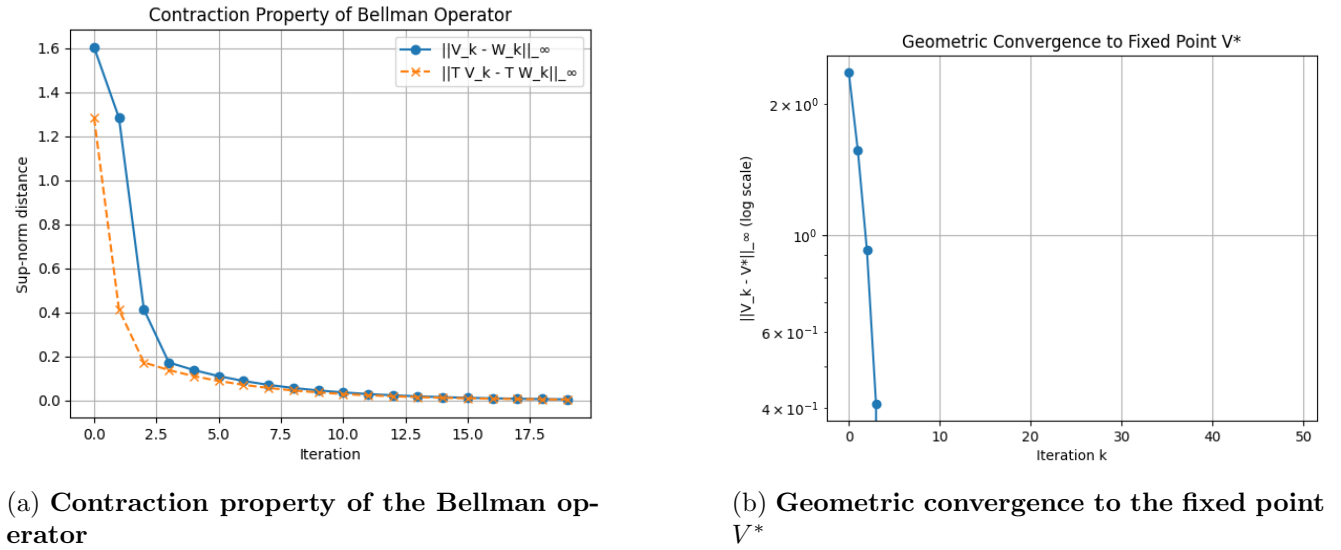 Contraction Property of Bellman Operator
||V_k - W_k||_∞
||T V_k - T W_k||_∞
1.6
1.4
1.2
1.0
0.8
0.6
0.4
0.2
0.0
Sup-norm distance
0.0 2.5 5.0 7.5 10.0 12.5 15.0 17.5
Iteration
(a) Contraction property of the Bellman op-
erator
Geometric Convergence to Fixed Point V*
2 × 10⁰
10⁰
6 × 10⁻¹
4 × 10⁻¹
||V_k - V*||_∞ (log scale)
0 10 20 30 40 50
Iteration k
(b) Geometric convergence to the fixed point
V*